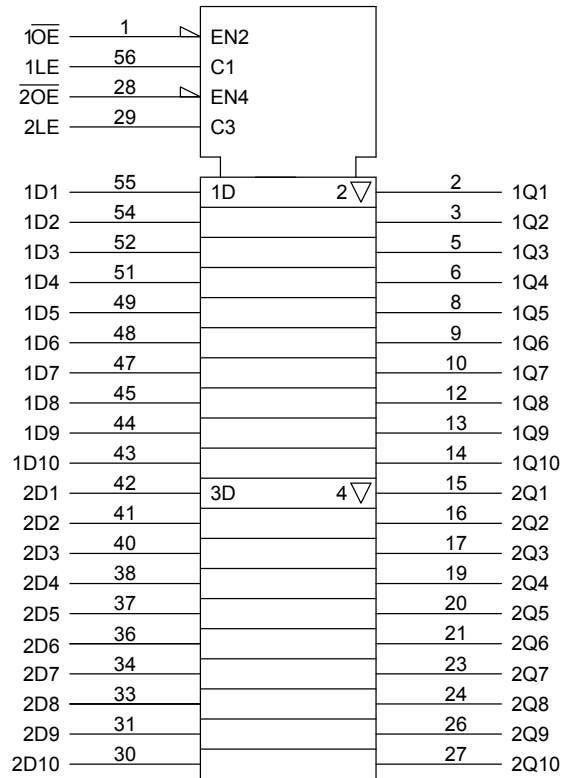 1OE 1 EN2
1LE 56 C1
2OE 28 EN4
2LE 29 C3
1D1 55 1D 2 2 1Q1
1D2 54 3 1Q2
1D3 52 5 1Q3
1D4 51 6 1Q4
1D5 49 8 1Q5
1D6 48 9 1Q6
1D7 47 10 1Q7
1D8 45 12 1Q8
1D9 44 13 1Q9
1D10 43 14 1Q10
2D1 42 3D 4 15 2Q1
2D2 41 16 2Q2
2D3 40 17 2Q3
2D4 38 19 2Q4
2D5 37 20 2Q5
2D6 36 21 2Q6
2D7 34 23 2Q7
2D8 33 24 2Q8
2D9 31 26 2Q9
2D10 30 27 2Q10